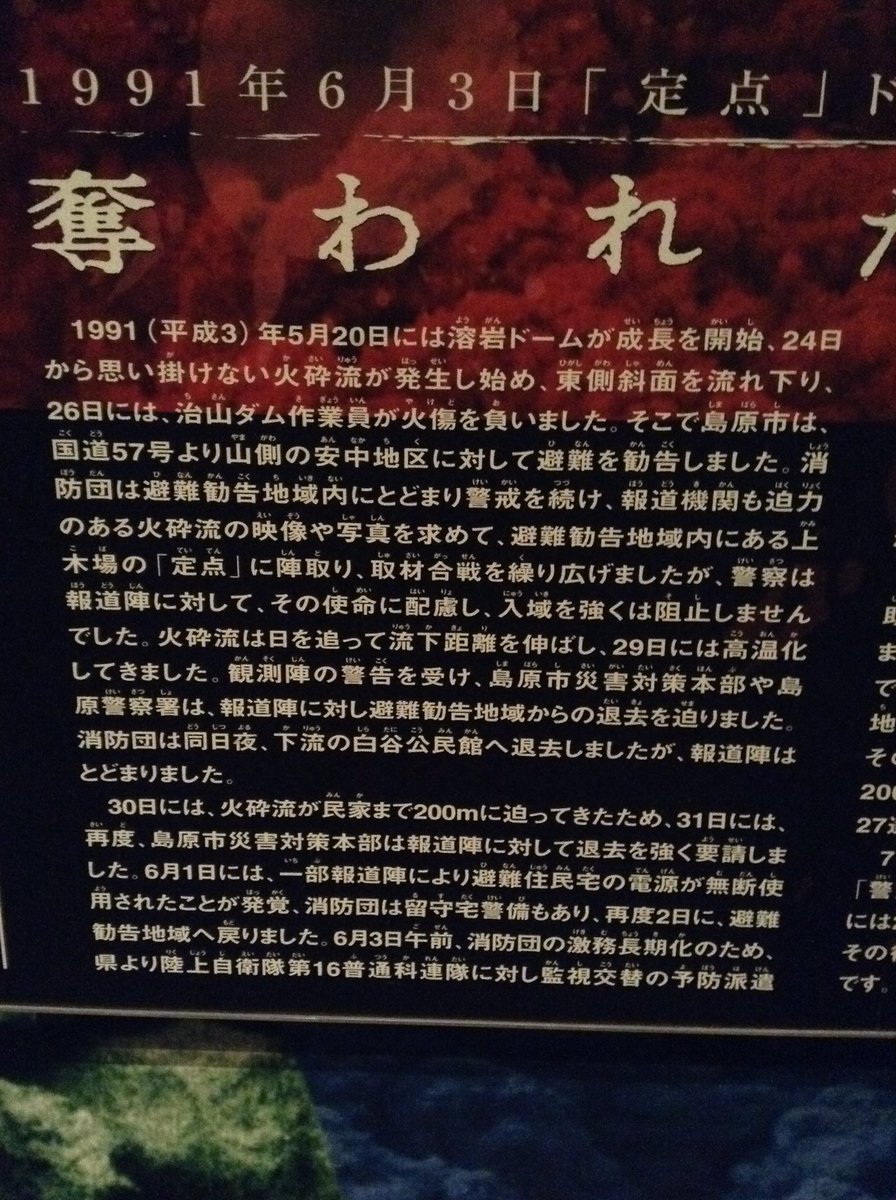 1991年6月3日「定点」ド
奪われ
1991（平成3）年5月20日には溶岩ドームが成長を開始、24日
から思い掛けない火砕流が発生し始め、東側斜面を流れ下り、
26日には、治山ダム作業員が火傷を負いました。そこで島原市は、
国道57号より山側の安中地区に対して避難を勧告しました。消
防団は避難勧告地域内にとどまり警戒を続け、報道機関も迫力
のある火砕流の映像や写真を求めて、避難勧告地域内にある上
木場の「定点」に陣取り、取材合戦を繰り広げましたが、警察は
報道陣に対して、その使命に配慮し、入域を強くは阻止しません
でした。火砕流は日を追って流下距離を伸ばし、29日には高温化
してきました。観測陣の警告を受け、島原市災害対策本部や島
原警察署は、報道陣に対し避難勧告地域からの退去を迫りました。
消防団は同日夜、下流の白谷公民館へ退去しましたが、報道陣は
とどまりました。
30日には、火砕流が民家まで200mに迫ってきたため、31日には、
再度、島原市災害対策本部は報道陣に対して退去を強く要請しま
した。6月1日には、一部報道陣により避難住民宅の電源が無断使
用されたことが発覚、消防団は留守宅警備もあり、再度2日に、避難
勧告地域へ戻りました。6月3日午前、消防団の激務長期化のため、
県より陸上自衛隊第16普通科連隊に対し監視交替の予防派遣
ま
で
地
その
200
27
7
「警
には
その
です。